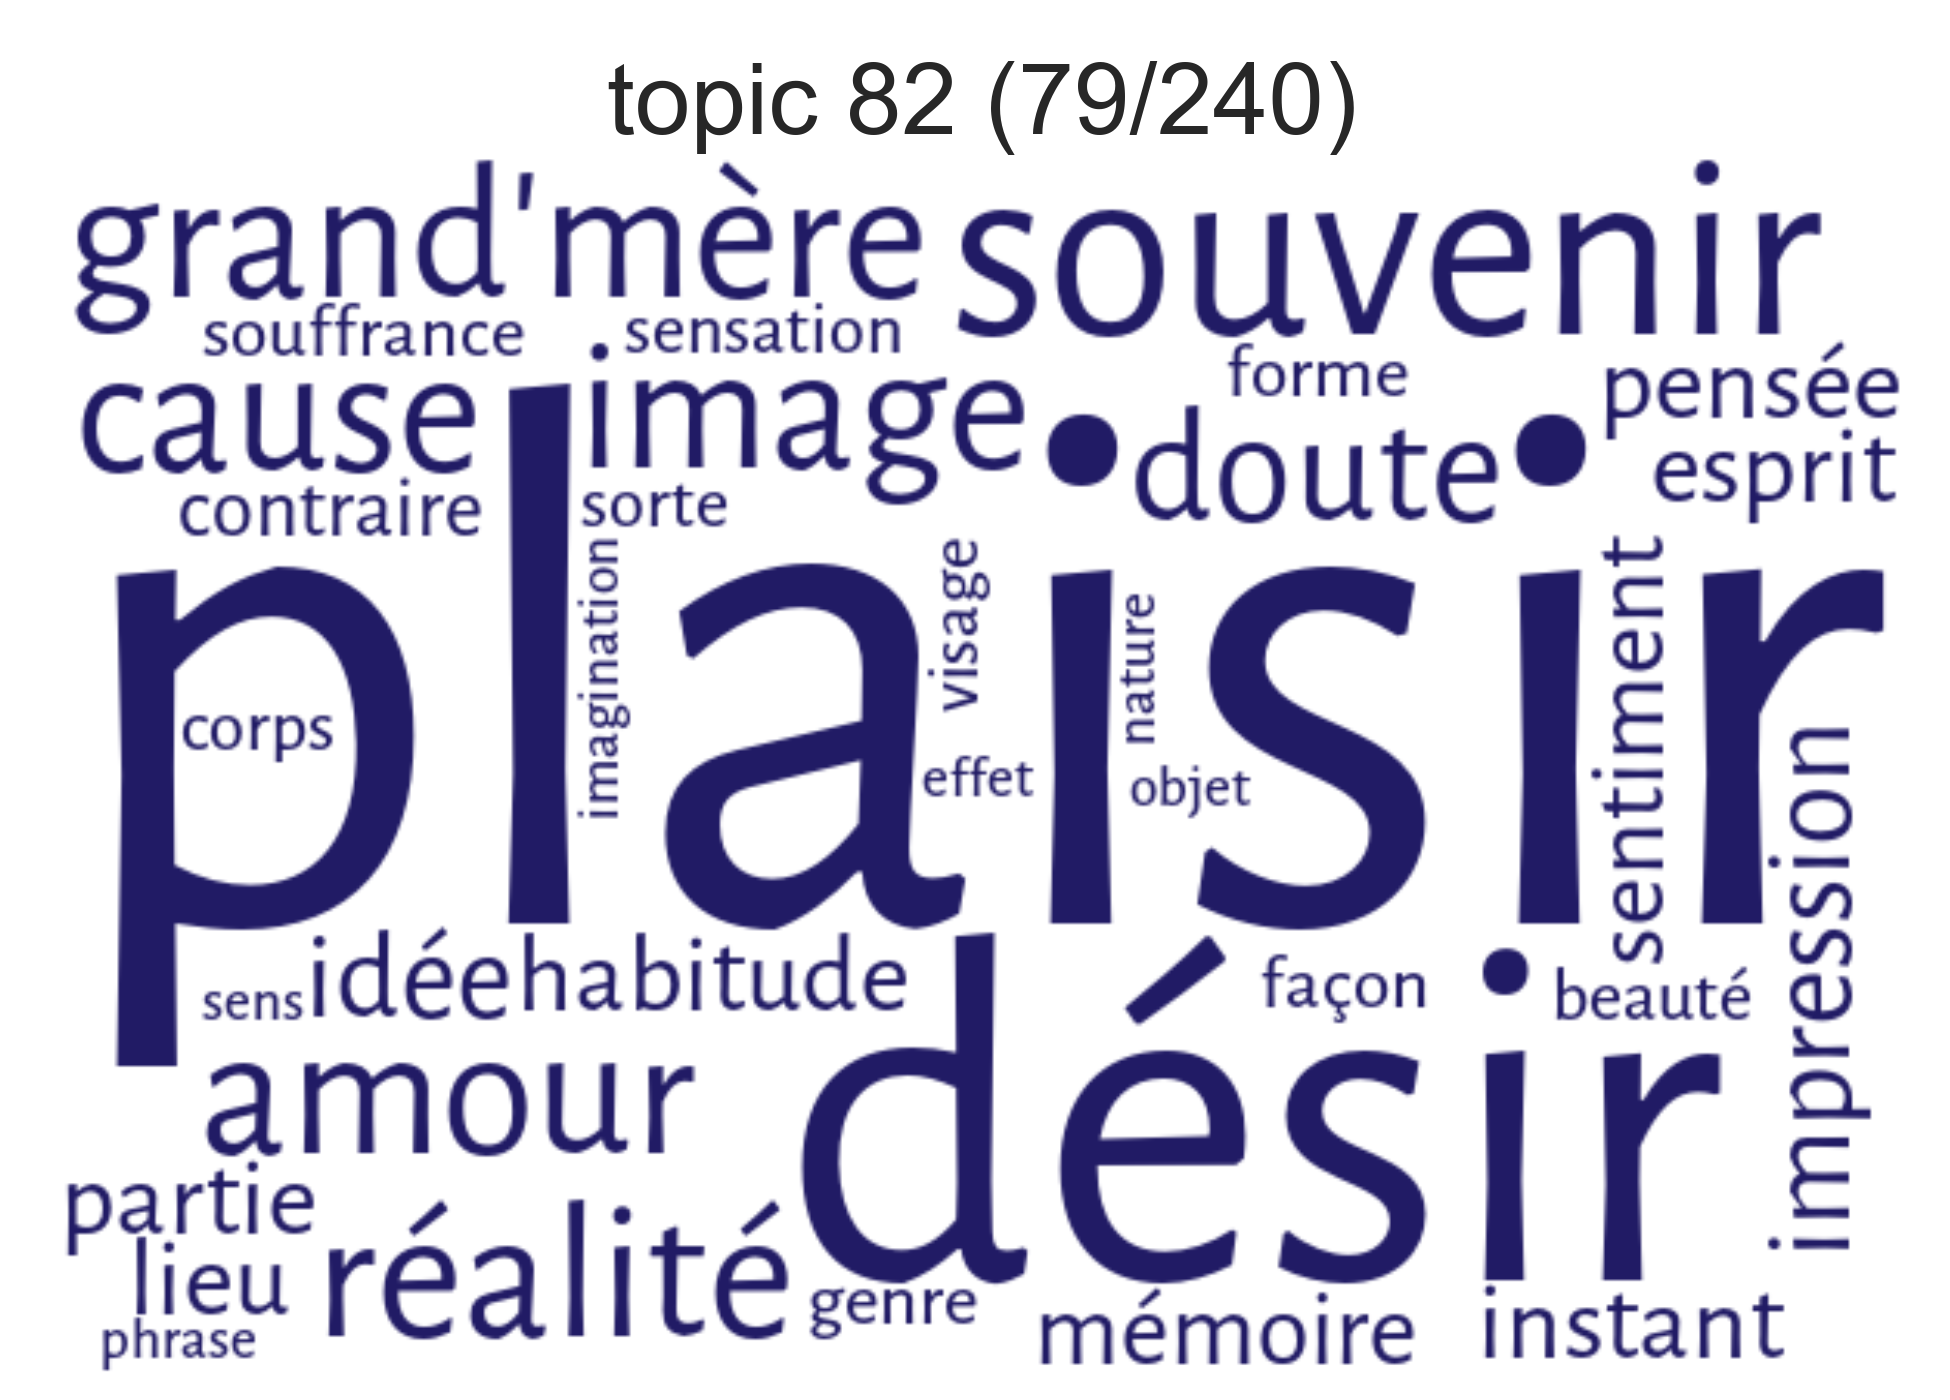 topic 82 (79/240)
grand'mère souvenir
souffrance sensation
cause image forme pensée
doute esprit
contraire sorte
plaisir
imagination visage nature sentiment
corps effet objet impression
sens idée habitude façon beauté
amour désir
partie
lieu réalité genre
phrase mémoire instant